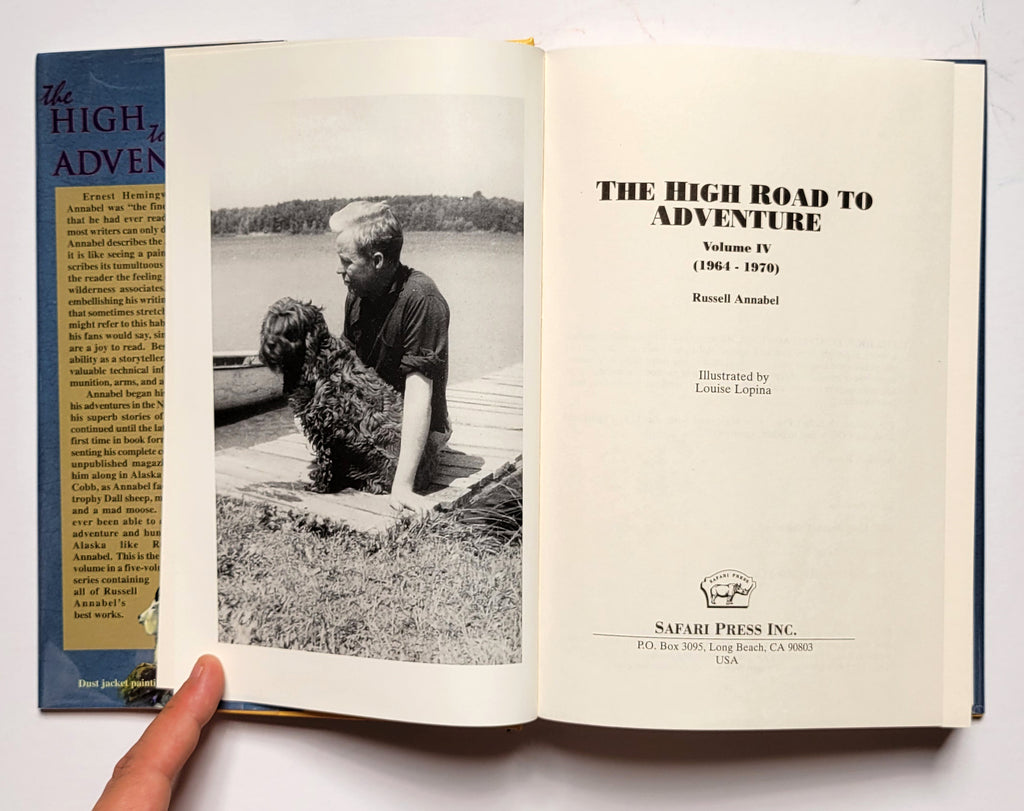 the
HIGH
ADVEN
Ernest Hemingw
Annabel was "the fine
that he had ever read
most writers can only d
Annabel describes the
it is like seeing a pain
scribes its tumultuous
the reader the feeling
wilderness associates,
embellishing his writin
that sometimes stretch
might refer to this hab
his fans would say, sin
are a joy to read. Bes
ability as a storyteller,
valuable technical inf
munition, arms, and a
Annabel began his
his adventures in the N
his superb stories of
continued until the la
first time in book for
senting his complete c
unpublished magaz
him along in Alaska
Cobb, as Annabel fa
trophy Dall sheep, m
and a mad moose.
ever been able to
adventure and hun
Alaska like R
Annabel. This is the
volume in a five-vol
series containing
all of Russell
Annabel's
best works.
Dust jacket painti
THE HIGH ROAD TO
ADVENTURE
Volume IV
(1964 - 1970)
Russell Annabel
Illustrated by
Louise Lopina
SAFARI PRESS
SAFARI PRESS INC.
P.O. Box 3095, Long Beach, CA 90803
USA